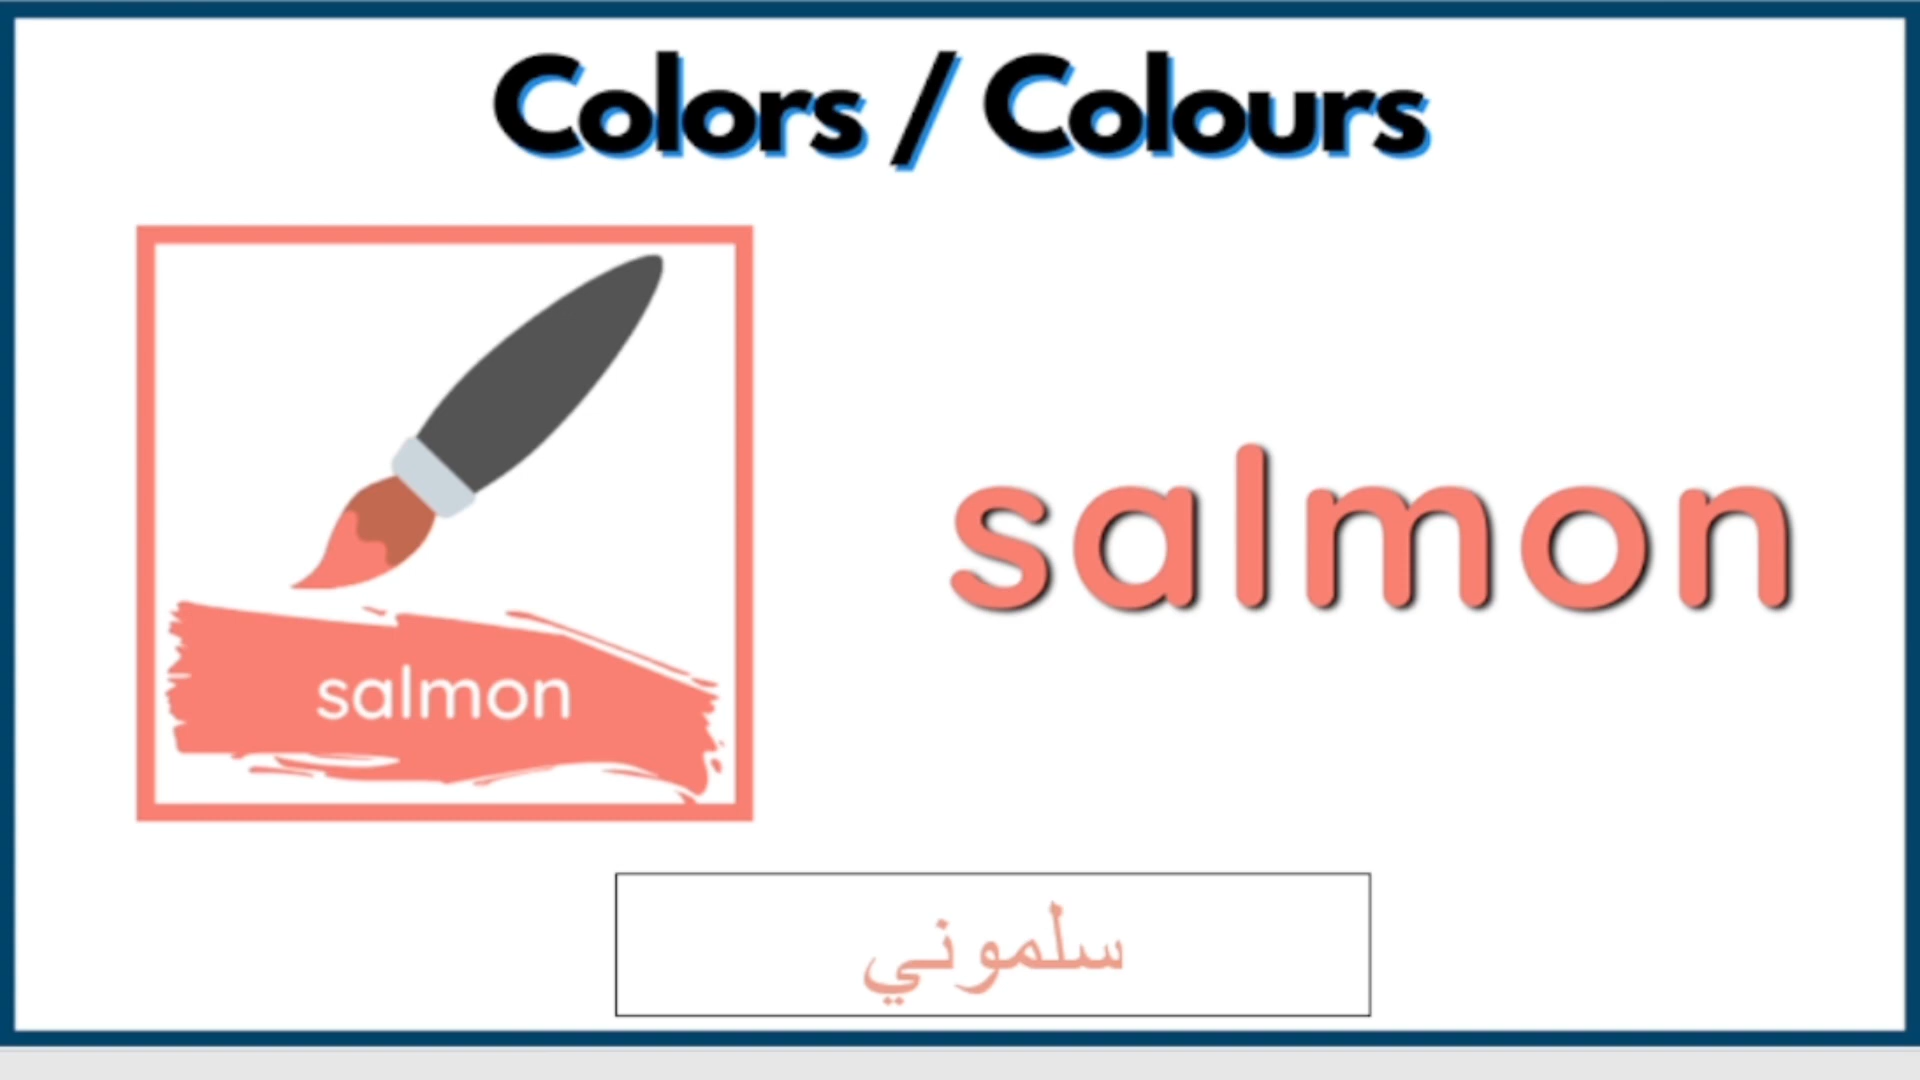 Colors / Colours
salmon
salmon
سلموني